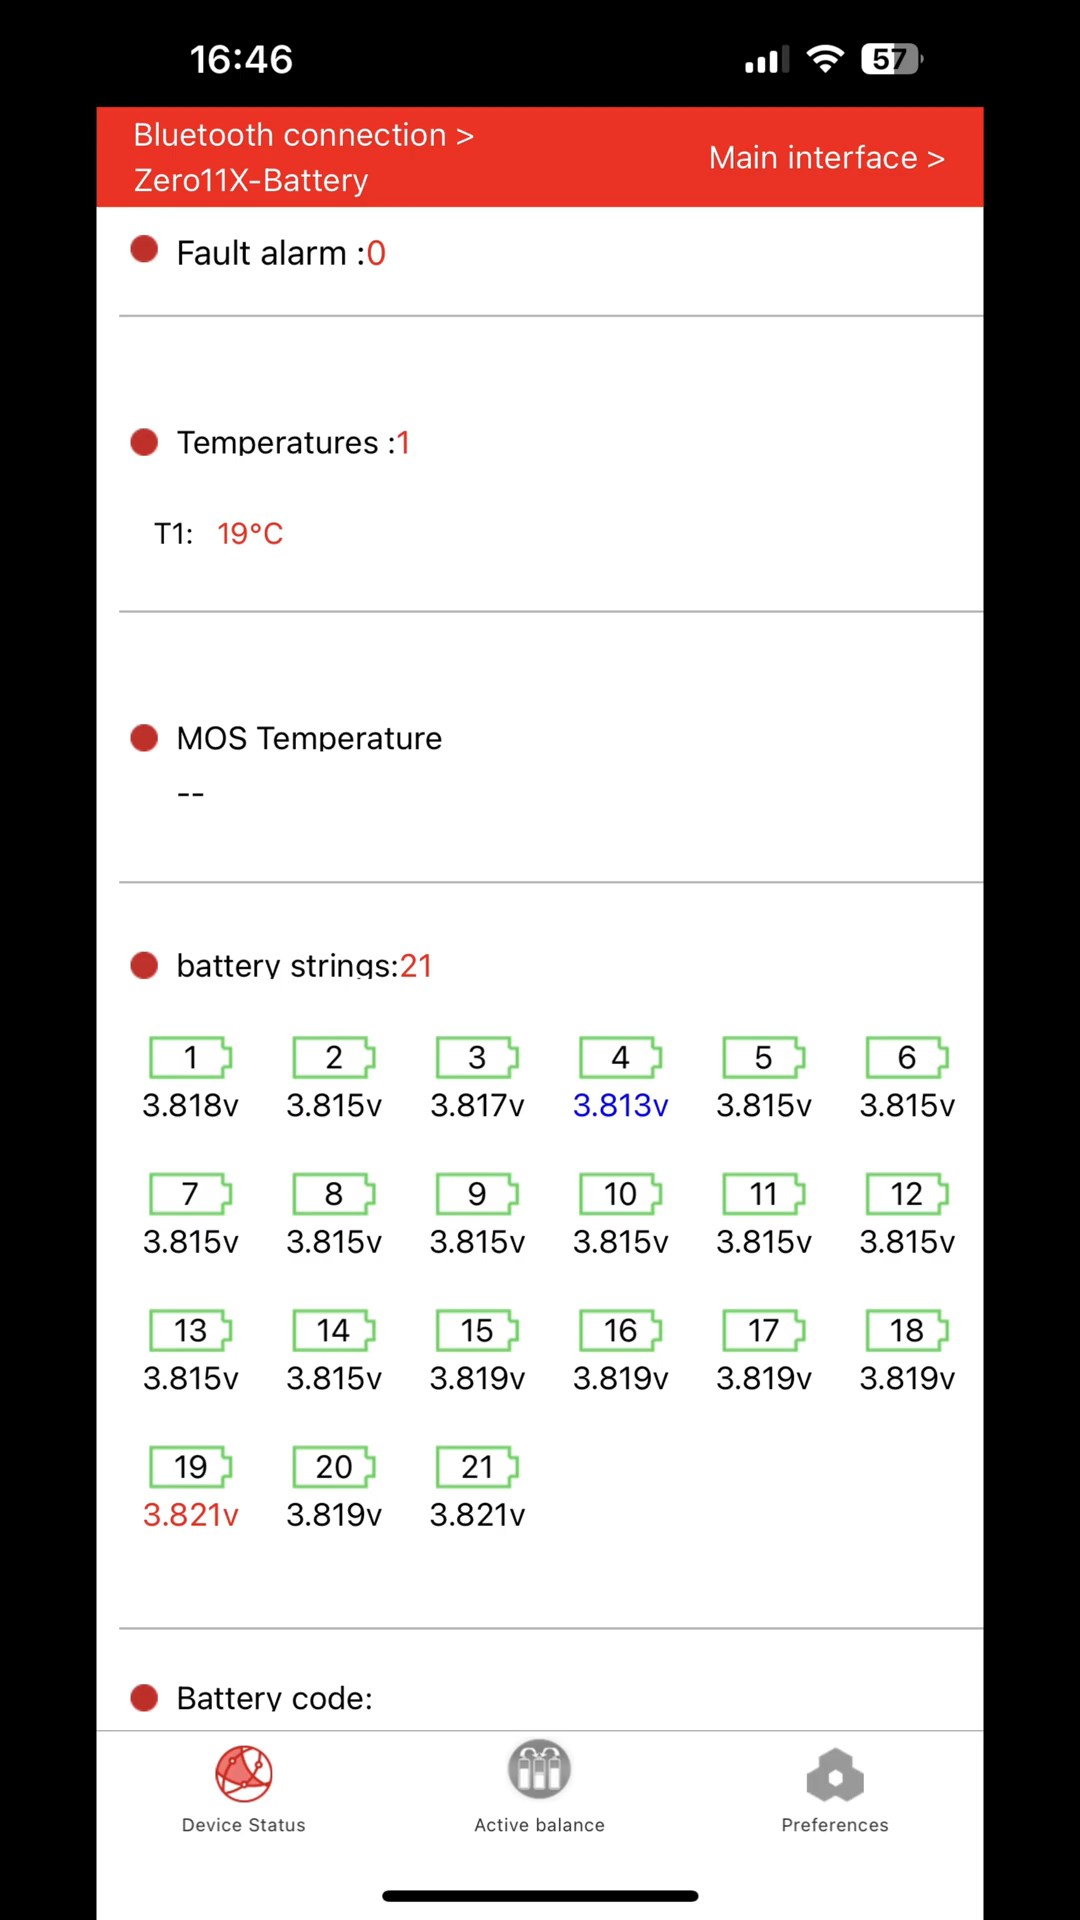 16:46
57
Bluetooth connection >
Zero11X-Battery
Main interface >
Fault alarm :0
Temperatures :1
T1: 19°C
MOS Temperature
--
battery strings:21
1 2 3 4 5 6
3.818v 3.815v 3.817v 3.813v 3.815v 3.815v
7 8 9 10 11 12
3.815v 3.815v 3.815v 3.815v 3.815v 3.815v
13 14 15 16 17 18
3.815v 3.815v 3.819v 3.819v 3.819v 3.819v
19 20 21
3.821v 3.819v 3.821v
Battery code:
Device Status
Active balance
Preferences